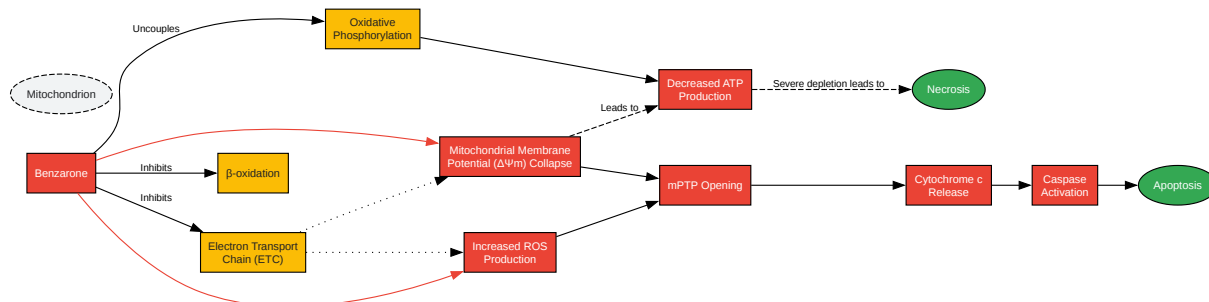 Oxidative
Phosphorylation
Uncouples
Mitochondrion
Decreased ATP
Production
Severe depletion leads to
Necrosis
Leads to
Mitochondrial Membrane
Potential (ΔΨm) Collapse
Benzarone
Inhibits
β-oxidation
mPTP Opening
Cytochrome c
Release
Caspase
Activation
Apoptosis
Inhibits
Electron Transport
Chain (ETC)
Increased ROS
Production